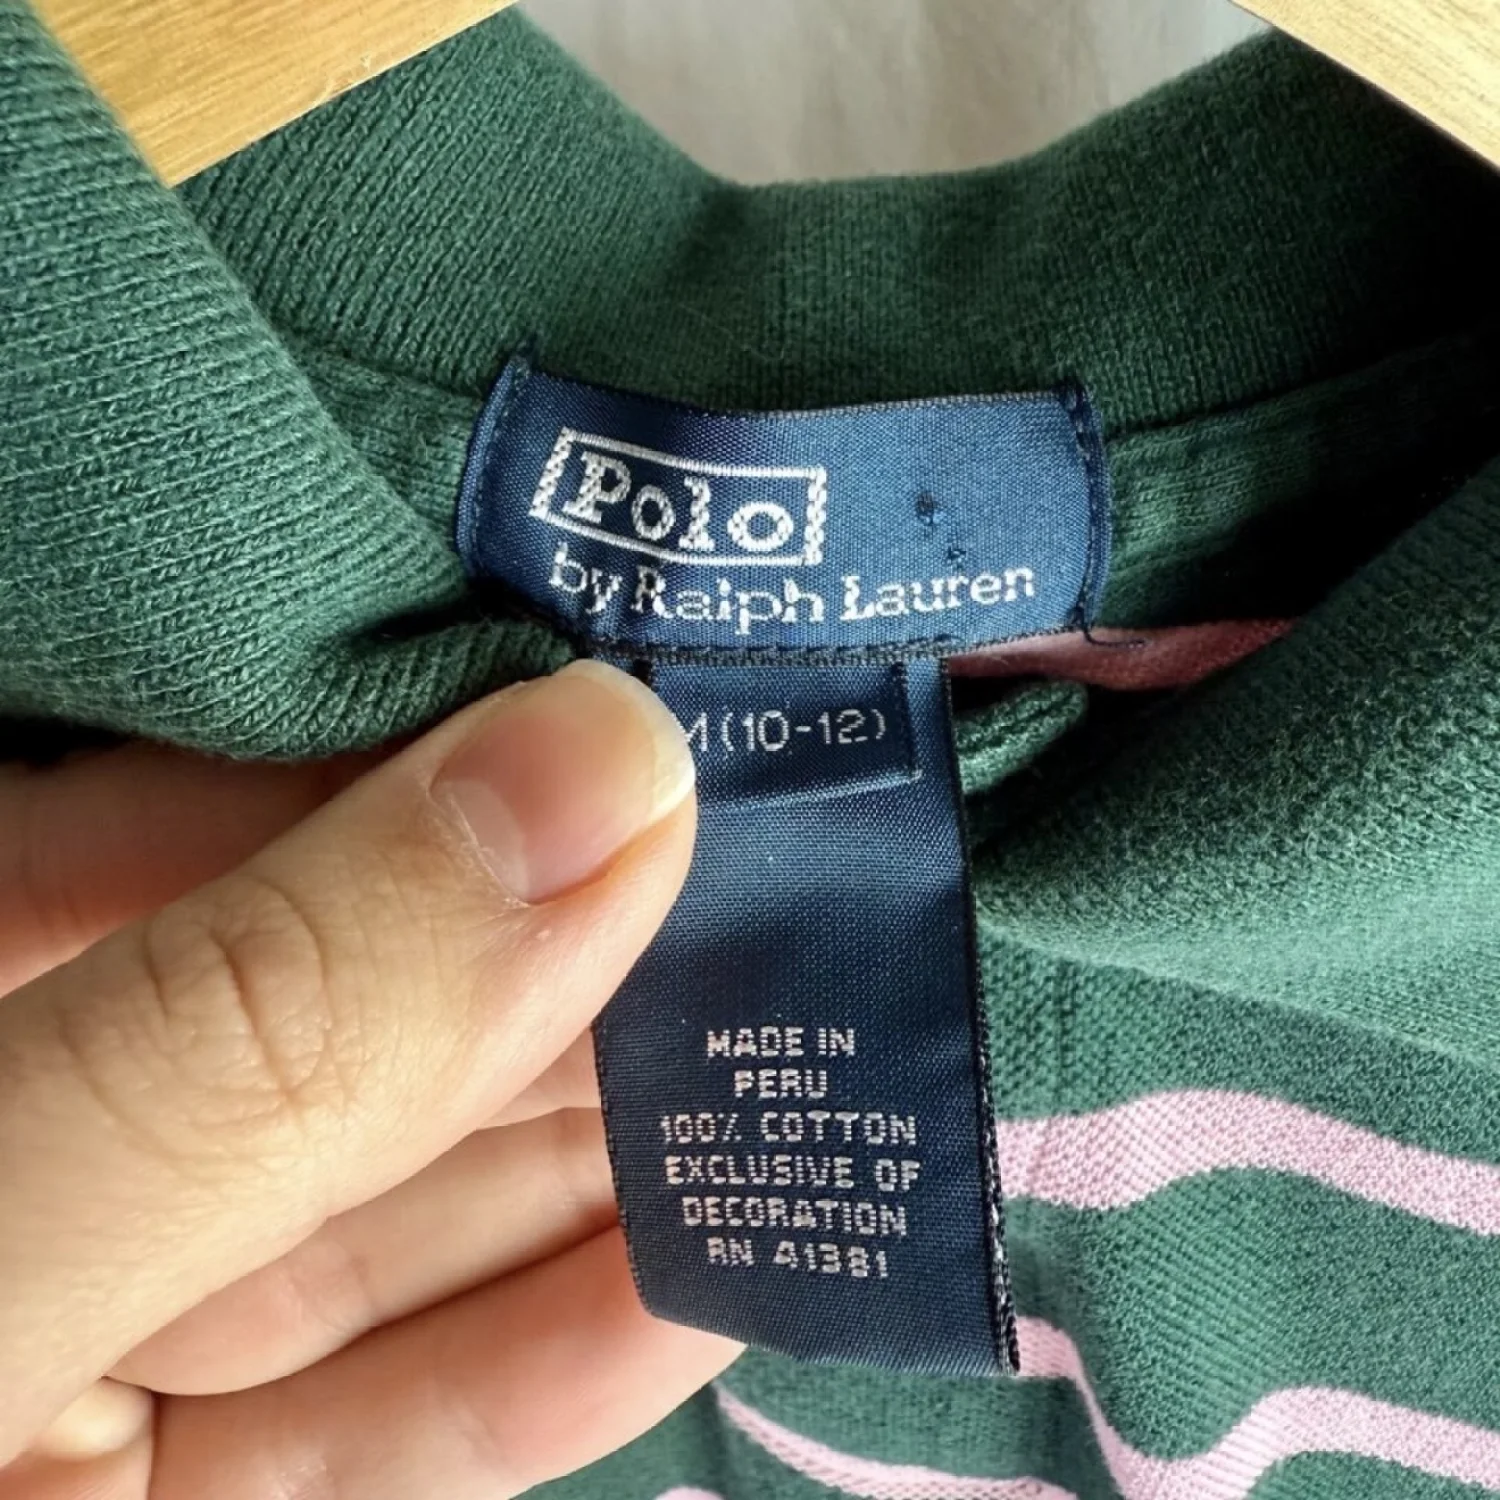 Polo
by Ralph Lauren
M (10-12)
MADE IN
PERU
100% COTTON
EXCLUSIVE OF
DECORATION
RN 41381